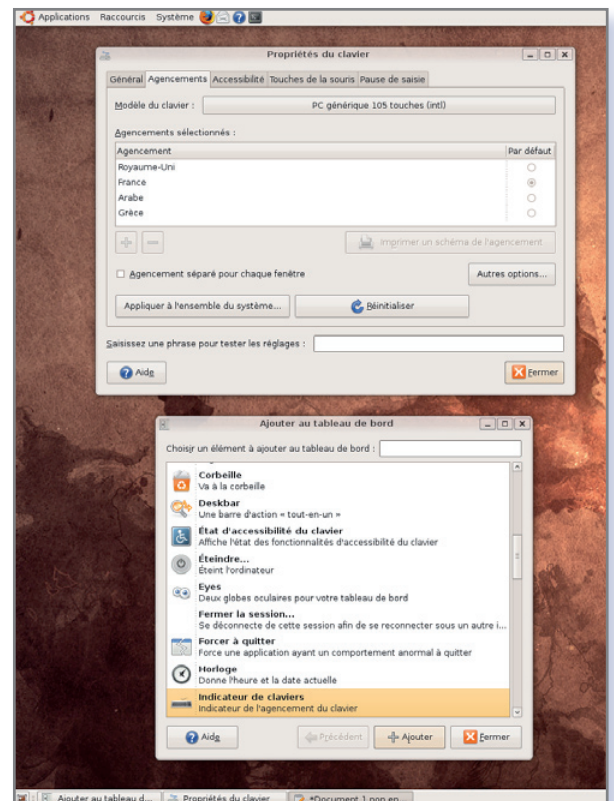 Applications Raccourcis Système
Propriétés du clavier
Général Agencements Accessibilité Touches de la souris Pause de saisie
Modèle du clavier : PC générique 105 touches (intl)
Agencements sélectionnés :
Agencement Par défaut
Royaume-Uni
France
Arabe
Grèce
Imprimer un schéma de l'agencement
Agencement séparé pour chaque fenêtre Autres options...
Appliquer à l'ensemble du système... Réinitialiser
Saisissez une phrase pour tester les réglages :
Aide Fermer
Ajouter au tableau de bord
Choisir un élément à ajouter au tableau de bord :
Corbeille
Va à la corbeille
Deskbar
Une barre d'action « tout-en-un »
État d'accessibilité du clavier
Affiche l'état des fonctionnalités d'accessibilité du clavier
Éteindre...
Éteint l'ordinateur
Eyes
Deux globes oculaires pour votre tableau de bord
Fermer la session...
Se déconnecte de cette session afin de se reconnecter sous un autre i...
Forcer à quitter
Force une application ayant un comportement anormal à quitter
Horloge
Donne l'heure et la date actuelle
Indicateur de claviers
Indicateur de l'agencement du clavier
Aide Précédent Ajouter Fermer
Ajouter au tableau d... Propriétés du clavier *Document 1 non en...